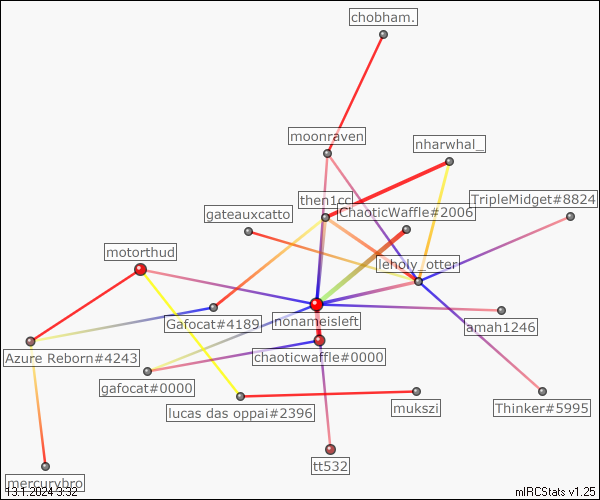 chobham.
moonraven
nharwhal_
then1cc
TripleMidget#8824
gateauxcatto
ChaoticWaffle#2006
motorthud
leholy_otter
Gafocat#4189
nonameisleft
amah1246
Azure Reborn#4243
chaoticwaffle#0000
gafocat#0000
lucas das oppai#2396
mukszi
Thinker#5995
tt532
mercurybro
13.1.2024 3:32
mIRCStats v1.25